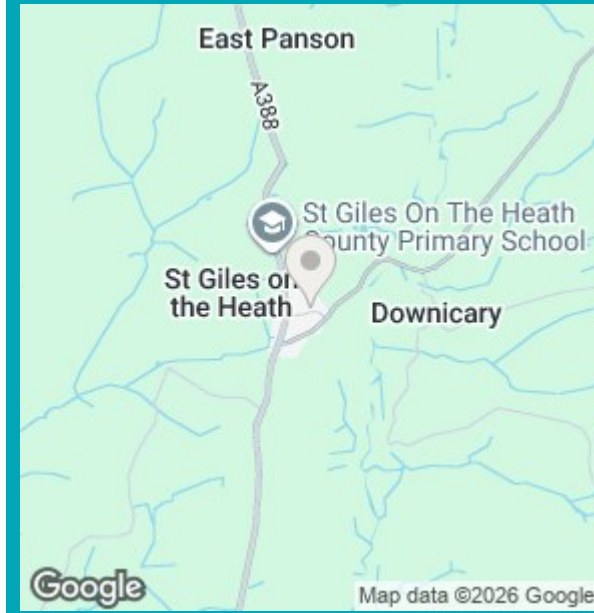 East Panson
A388
St Giles On The Heath
County Primary School
St Giles on
the Heath
Downicary
Google
Map data ©2026 Google